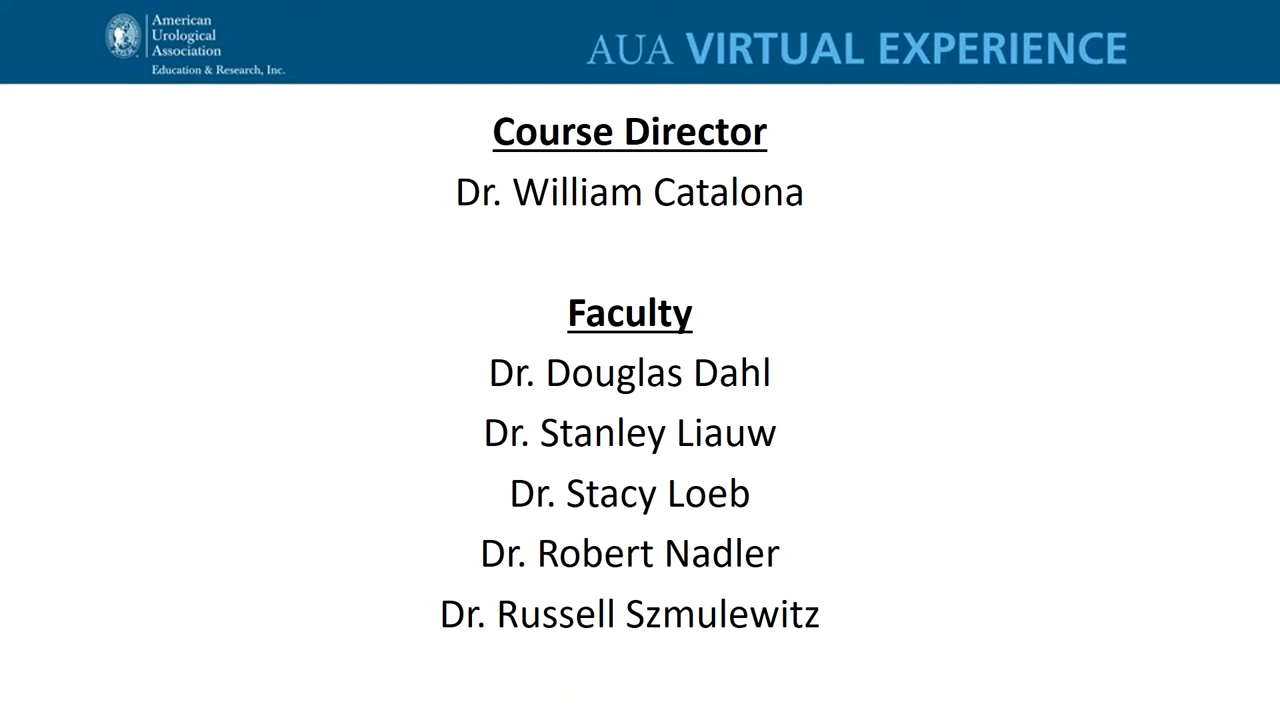 American
Urological
Association
Education & Research, Inc.
AUA VIRTUAL EXPERIENCE
Course Director
Dr. William Catalona
Faculty
Dr. Douglas Dahl
Dr. Stanley Liauw
Dr. Stacy Loeb
Dr. Robert Nadler
Dr. Russell Szmulewitz